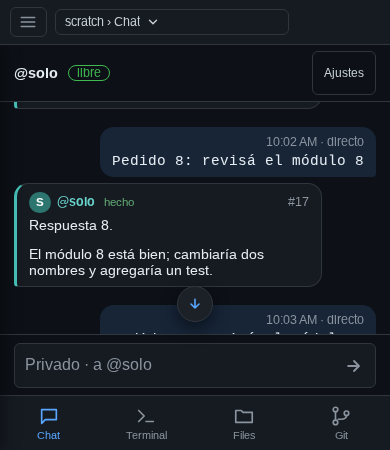 scratch › Chat
@solo libre
Ajustes
10:02 AM · directo
Pedido 8: revisá el módulo 8
S @solo hecho #17
Respuesta 8.
El módulo 8 está bien; cambiaría dos
nombres y agregaría un test.
10:03 AM · directo
Privado · a @solo
Chat Terminal Files Git